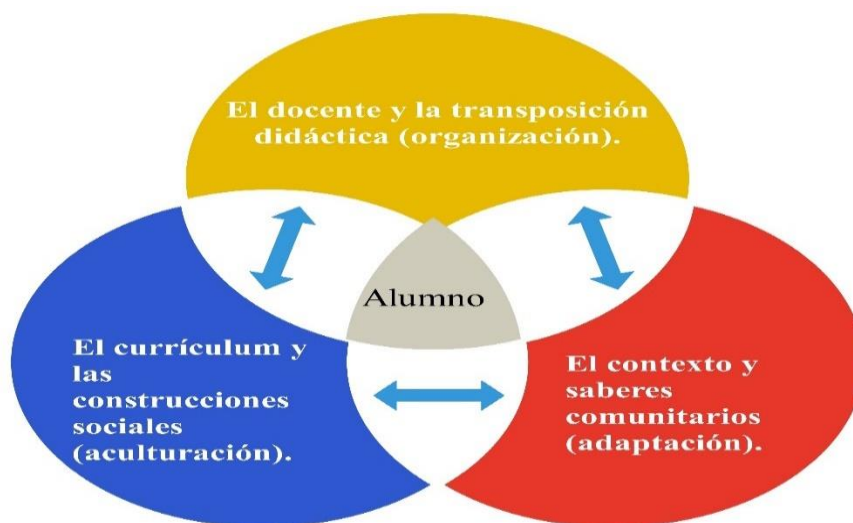 El docente y la transposición
didáctica (organización).
Alumno
El currículum y
las
construcciones
sociales
(aculturación).
El contexto y
saberes
comunitarios
(adaptación).